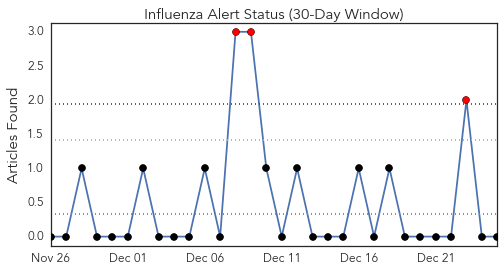 Influenza Alert Status (30-Day Window)
Articles Found
3.0
2.5
2.0
1.5
1.0
0.5
0.0
Nov 26 Dec 01 Dec 06 Dec 11 Dec 16 Dec 21